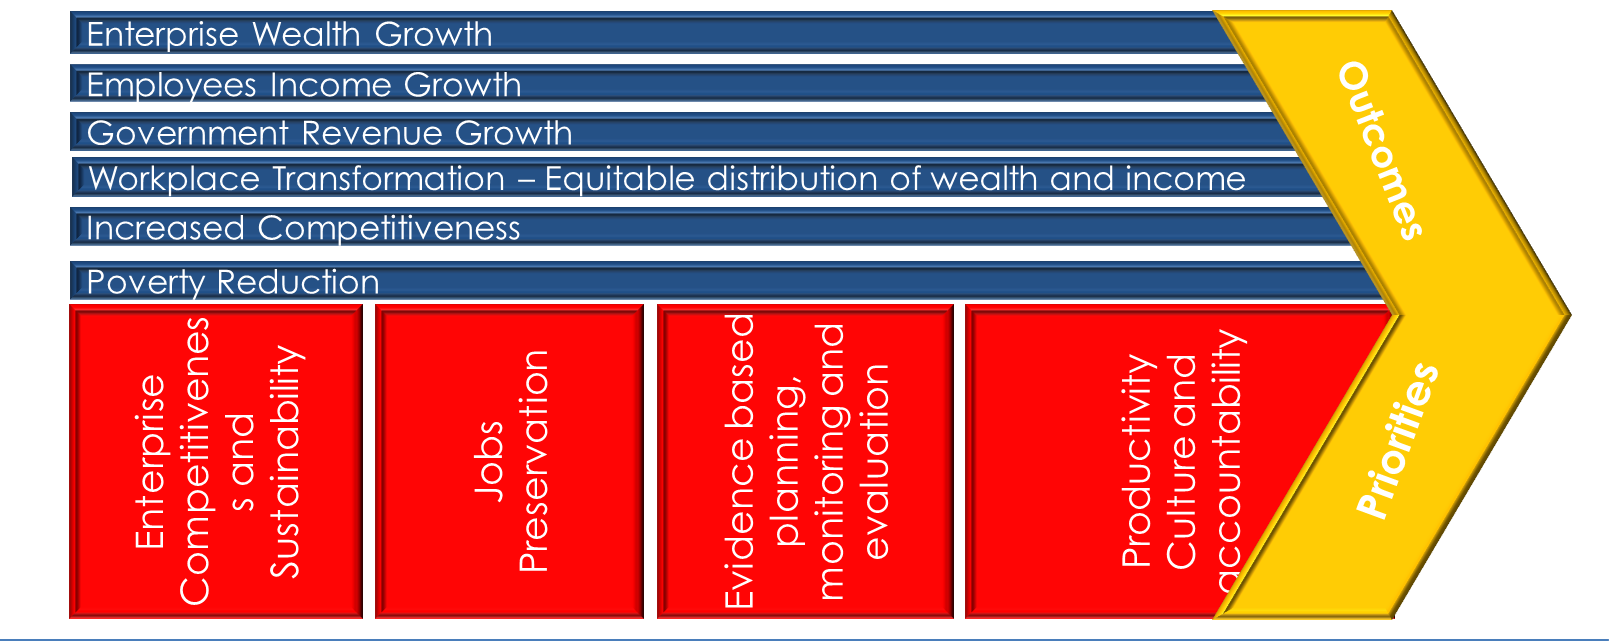 Enterprise Wealth Growth
Employees Income Growth
Government Revenue Growth
Workplace Transformation – Equitable distribution of wealth and income
Increased Competitiveness
Poverty Reduction
Outcomes
Enterprise
Competitivenes
s and
Sustainability
Jobs
Preservation
Evidence based
planning,
monitoring and
evaluation
Productivity
Culture and
accountability
Priorities